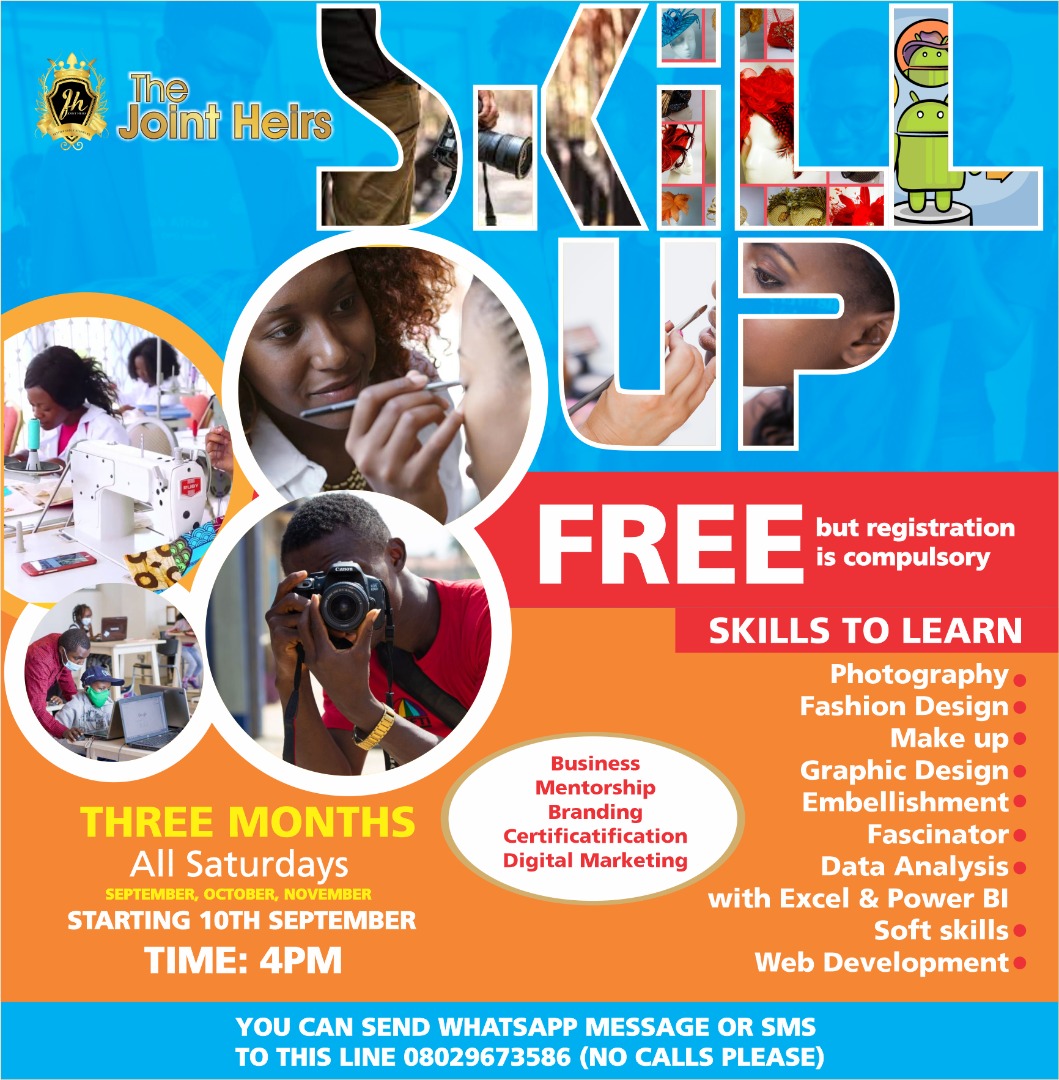 Jh
The
Joint Heirs
SKiLL
UP
FREE
but registration
is compulsory
SKILLS TO LEARN
Photography
Fashion Design
Make up
Graphic Design
Embellishment
Fascinator
Data Analysis
with Excel & Power BI
Soft skills
Web Development
Business
Mentorship
Branding
Certificatification
Digital Marketing
THREE MONTHS
All Saturdays
SEPTEMBER, OCTOBER, NOVEMBER
STARTING 10TH SEPTEMBER
TIME: 4PM
Canon
YOU CAN SEND WHATSAPP MESSAGE OR SMS
TO THIS LINE 08029673586 (NO CALLS PLEASE)